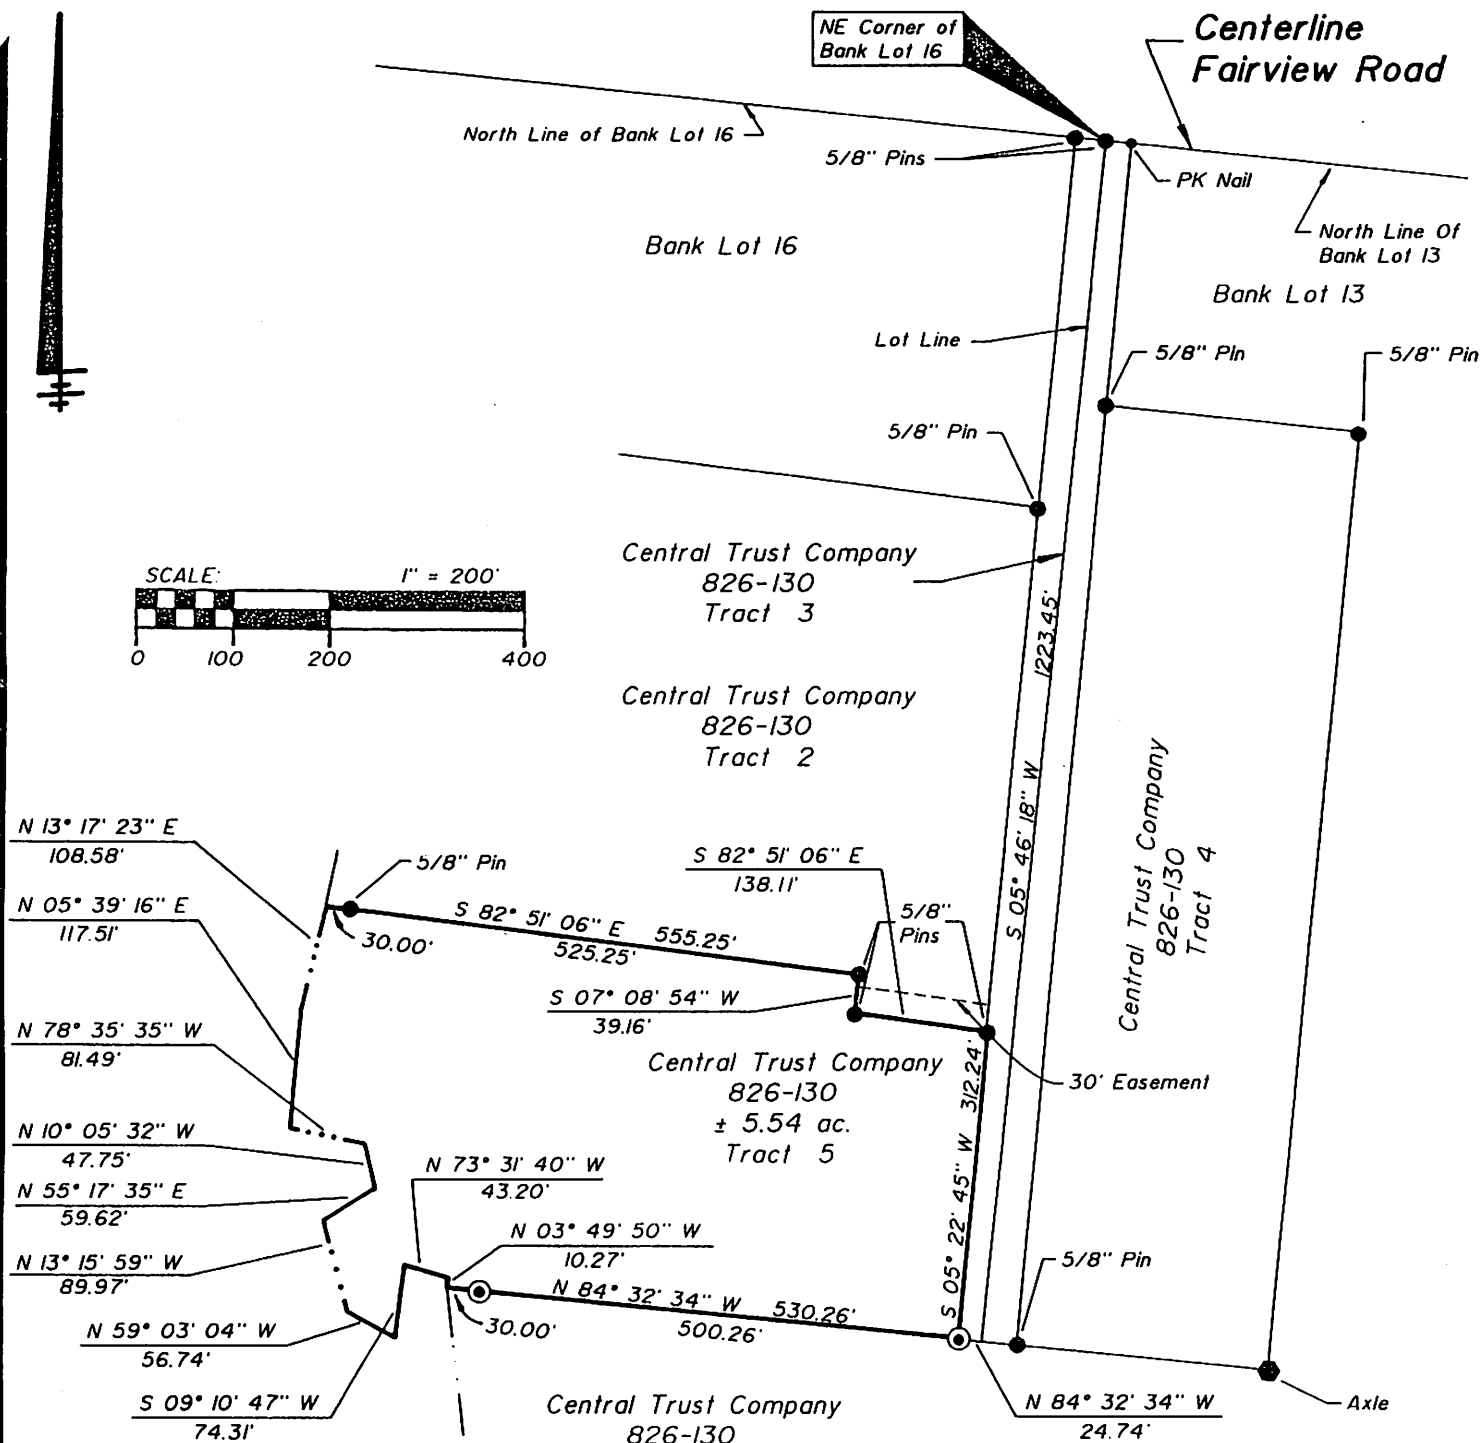 NE Corner of
Bank Lot 16
Centerline
Fairview Road
North Line of Bank Lot 16
5/8" Pins
PK Nail
North Line Of
Bank Lot 13
Bank Lot 16
Bank Lot 13
Lot Line
5/8" Pin
5/8" Pin
5/8" Pin
SCALE: 1" = 200'
0 100 200 400
Central Trust Company
826-130
Tract 3
1223.45'
S 05° 46' 18" W
Central Trust Company
826-130
Tract 2
Central Trust Company
826-130
Tract 4
N 13° 17' 23" E
108.58'
5/8" Pin
S 82° 51' 06" E
138.11'
N 05° 39' 16" E
117.51'
30.00'
S 82° 51' 06" E 555.25'
525.25'
5/8"
Pins
S 07° 08' 54" W
39.16'
N 78° 35' 35" W
81.49'
Central Trust Company
826-130
± 5.54 ac.
Tract 5
30' Easement
S 05° 22' 45" W 312.24'
N 10° 05' 32" W
47.75'
N 55° 17' 35" E
59.62'
N 73° 31' 40" W
43.20'
N 03° 49' 50" W
10.27'
N 13° 15' 59" W
89.97'
N 84° 32' 34" W 530.26'
500.26'
30.00'
5/8" Pin
N 59° 03' 04" W
56.74'
S 09° 10' 47" W
74.31'
Central Trust Company
826-130
N 84° 32' 34" W
24.74'
Axle